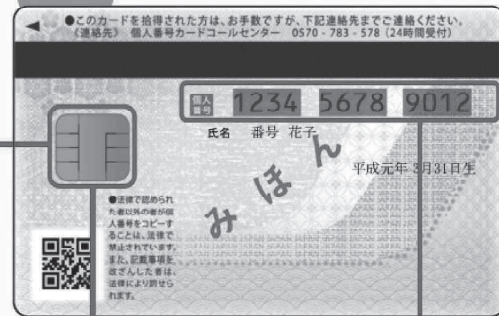 ●このカードを拾得された方は、お手数ですが、下記連絡先までご連絡ください。
《連絡先》 個人番号カードコールセンター 0570-783-578（24時間受付）
個人番号 1234 5678 9012
氏名 番号 花子
平成元年 3月31日生
みほん
●法律で認められ
た者以外の者が個
人番号をコピーす
ることは、法律で
禁止されています。
また、記載事項を
改ざんした者は、
法律により罰せら
れます。